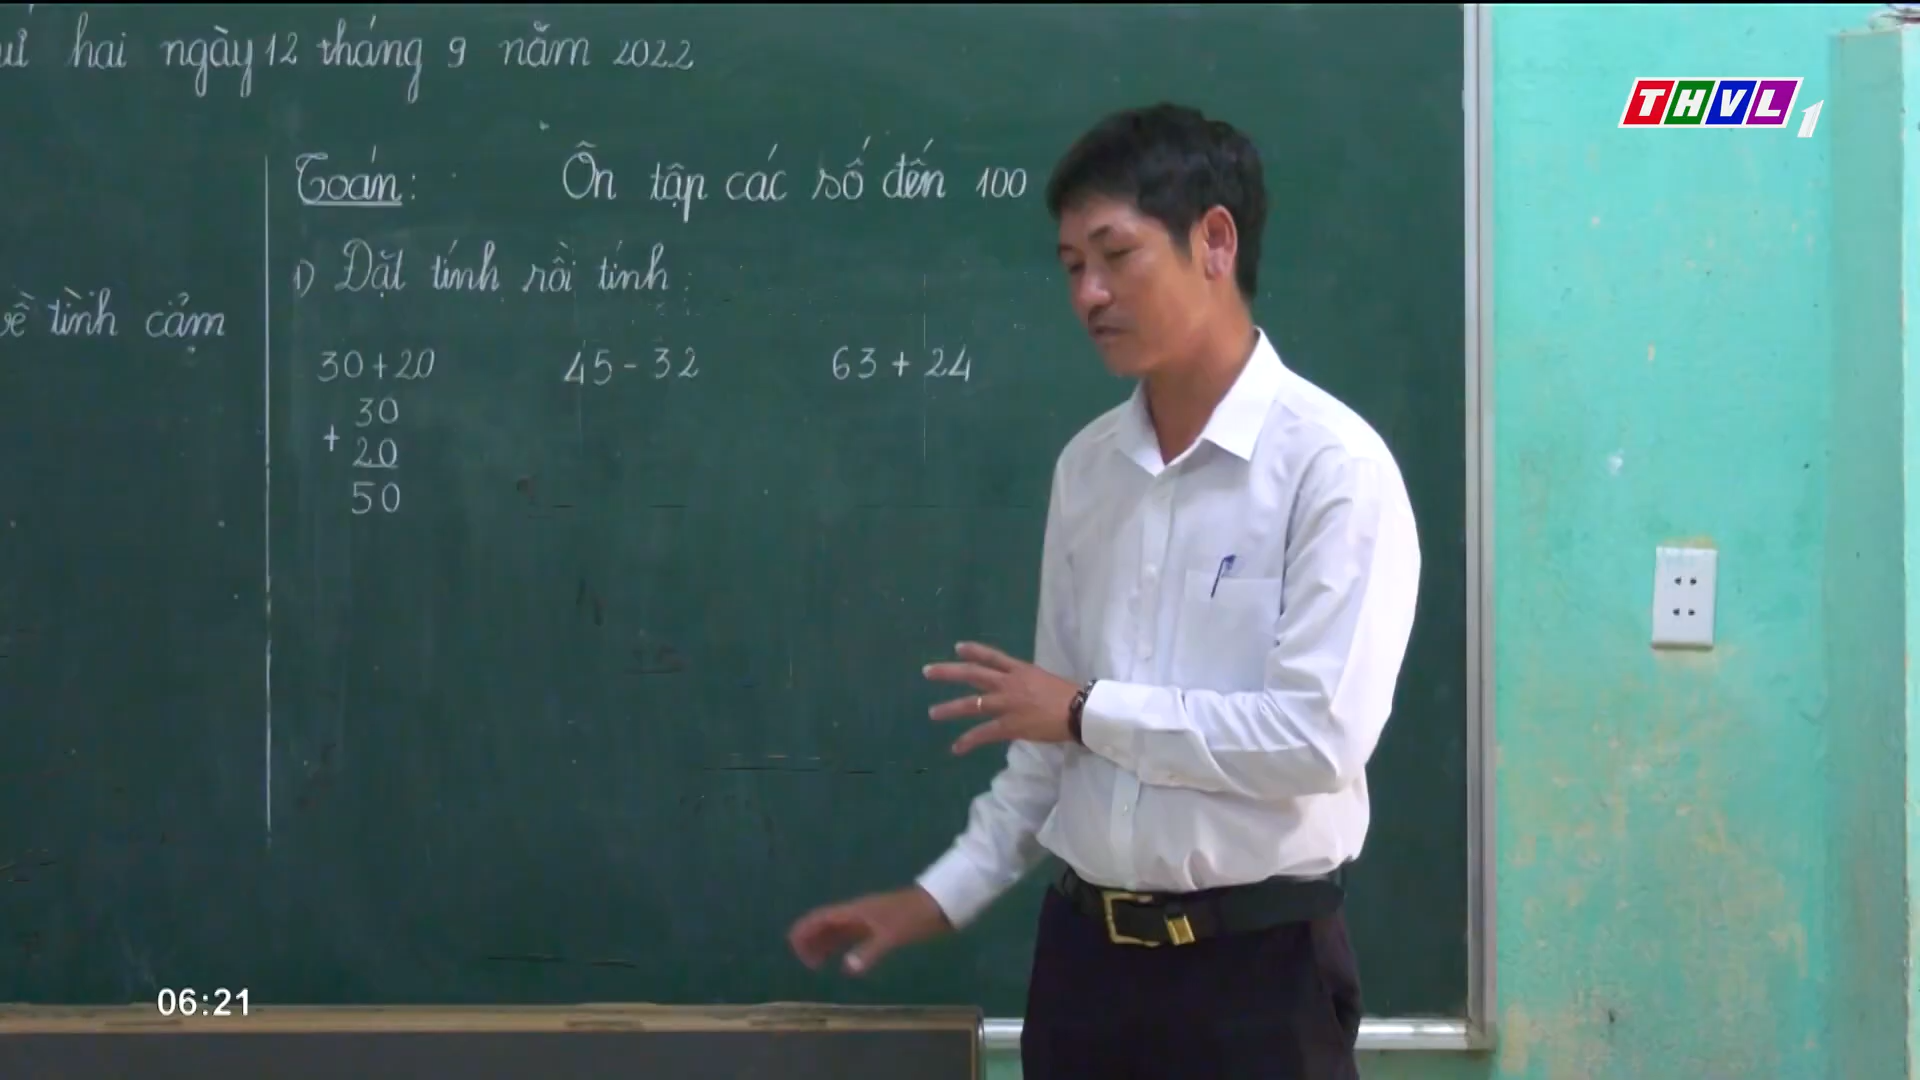 hai ngày 12 tháng 9 năm 2022
THVL1
Toán: Ôn tập các số đến 100
1) Đặt tính rồi tính:
về tình cảm
30+20 45-32 63+24
30
+
20
50
06:21